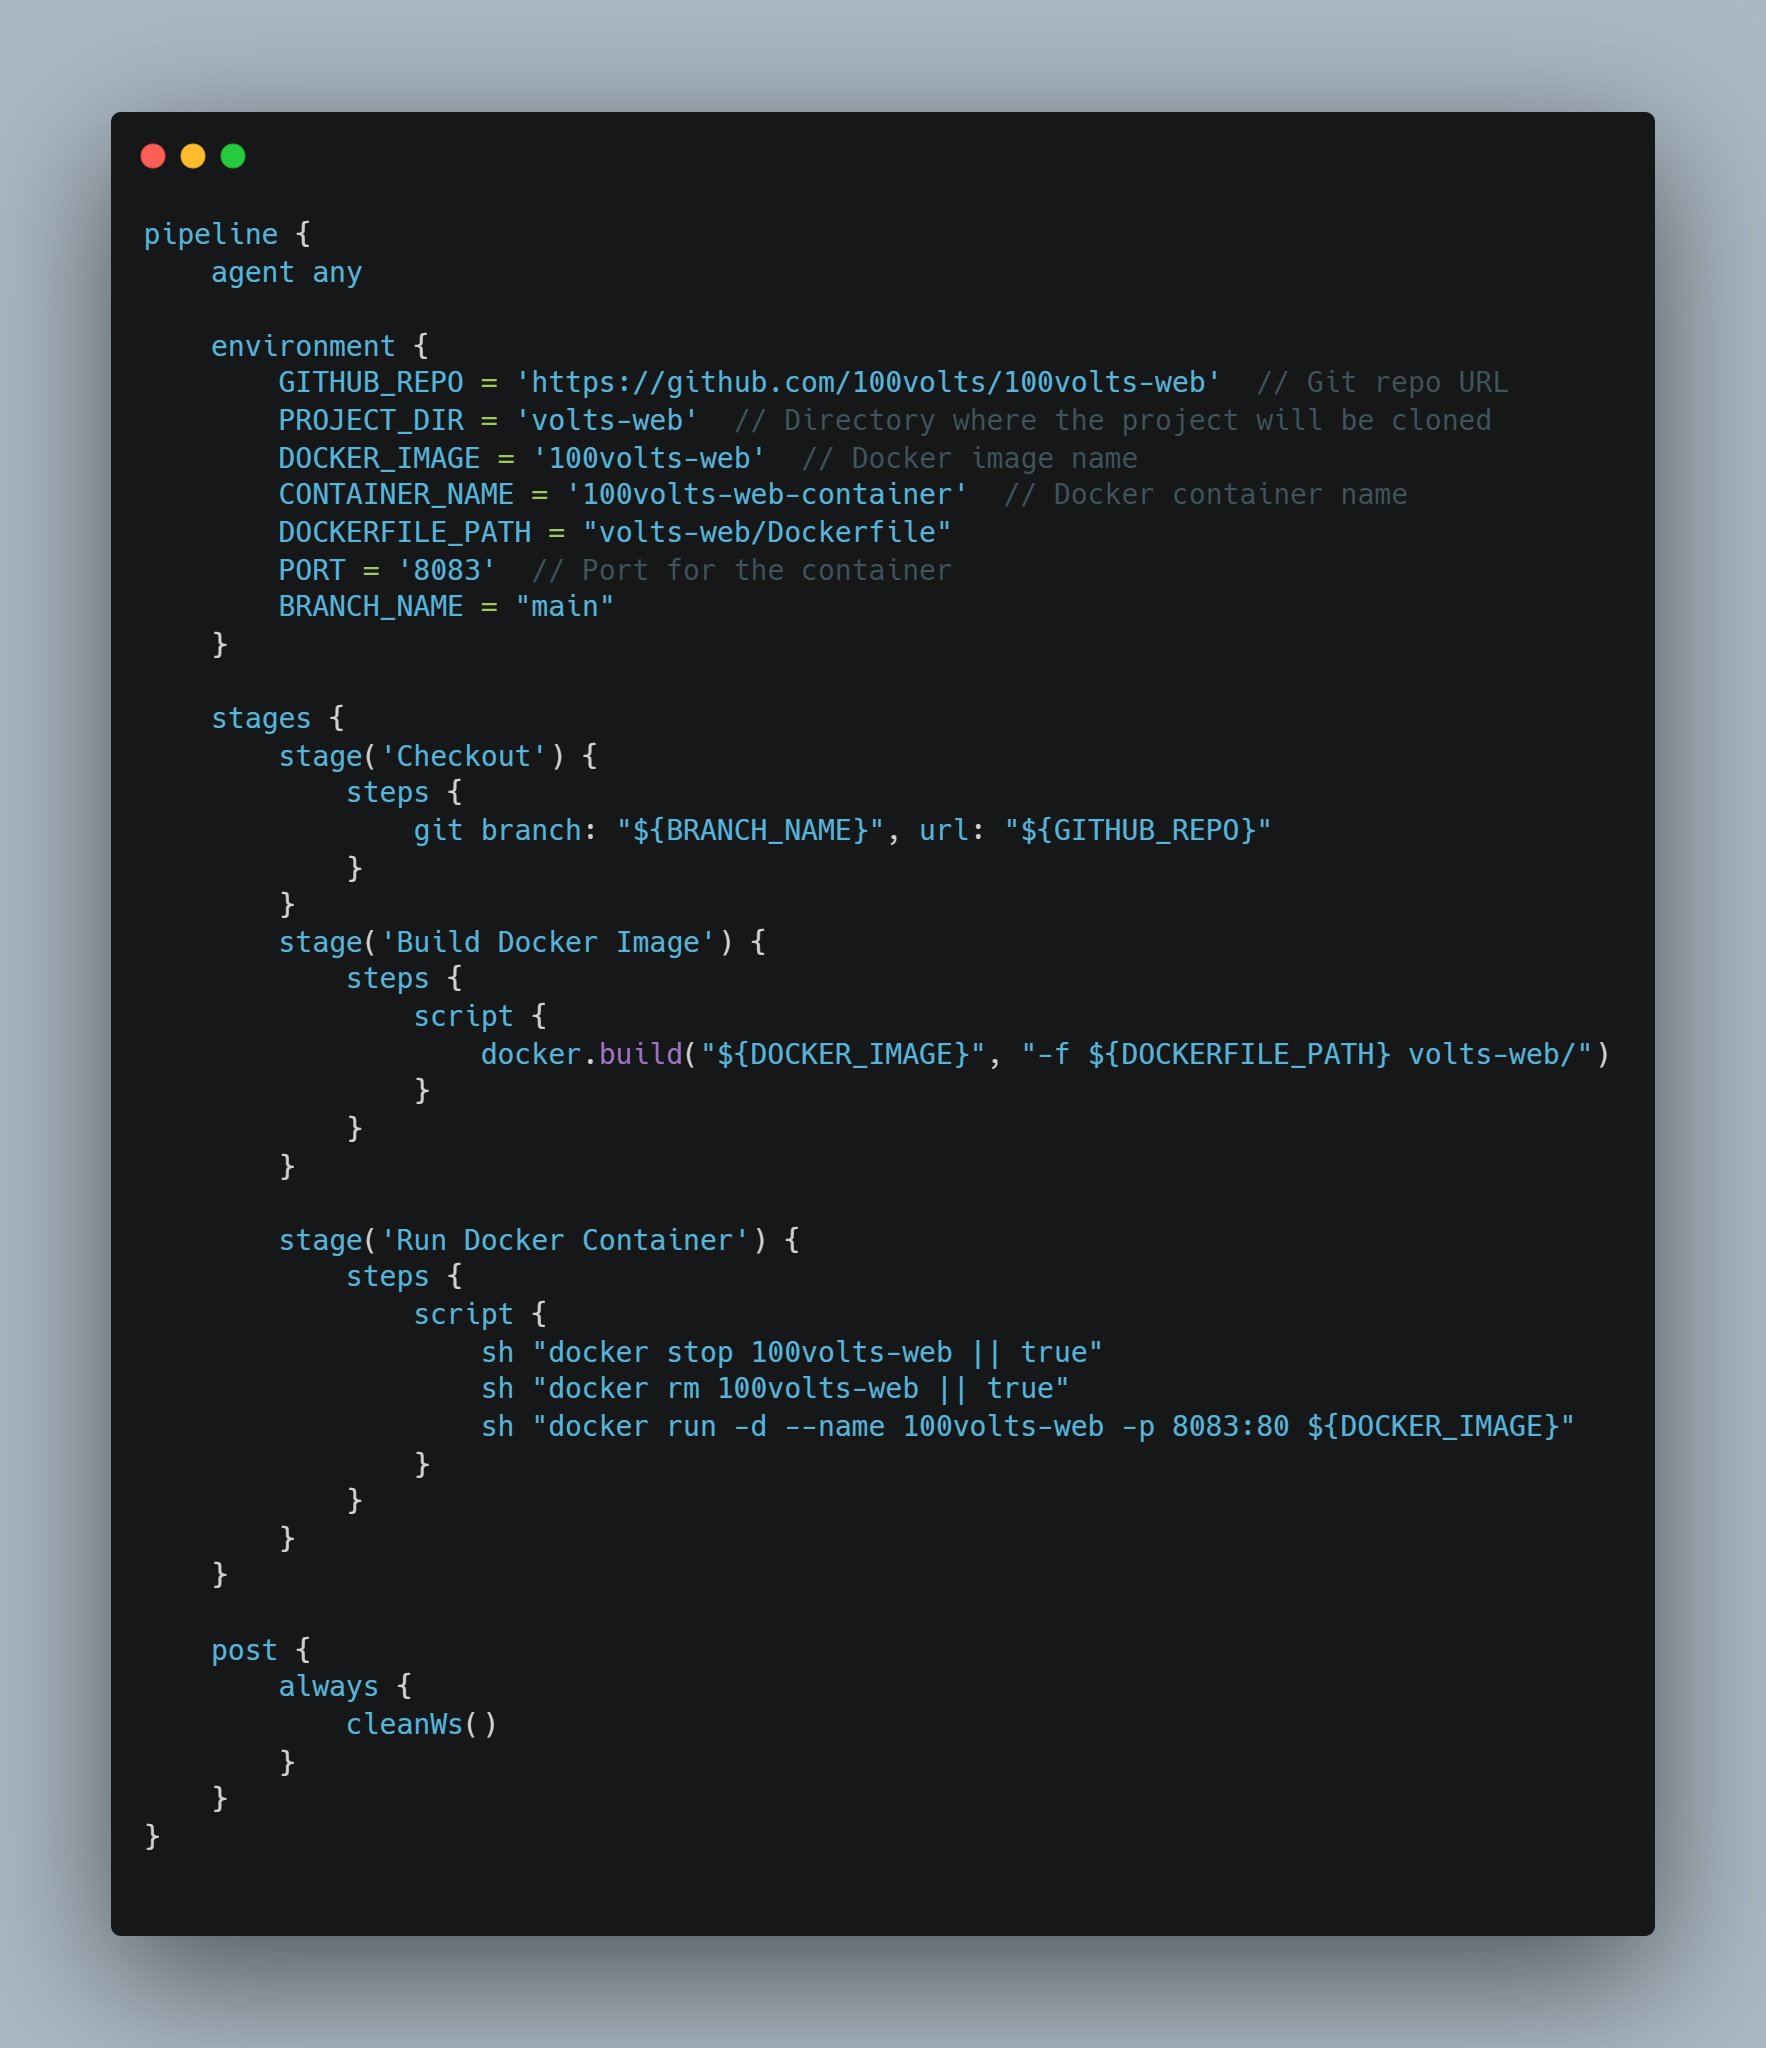 pipeline {
    agent any

    environment {
        GITHUB_REPO = 'https://github.com/100volts/100volts-web'  // Git repo URL
        PROJECT_DIR = 'volts-web'  // Directory where the project will be cloned
        DOCKER_IMAGE = '100volts-web'  // Docker image name
        CONTAINER_NAME = '100volts-web-container'  // Docker container name
        DOCKERFILE_PATH = "volts-web/Dockerfile"
        PORT = '8083'  // Port for the container
        BRANCH_NAME = "main"
    }

    stages {
        stage('Checkout') {
            steps {
                git branch: "${BRANCH_NAME}", url: "${GITHUB_REPO}"
            }
        }
        stage('Build Docker Image') {
            steps {
                script {
                    docker.build("${DOCKER_IMAGE}", "-f ${DOCKERFILE_PATH} volts-web/")
                }
            }
        }

        stage('Run Docker Container') {
            steps {
                script {
                    sh "docker stop 100volts-web || true"
                    sh "docker rm 100volts-web || true"
                    sh "docker run -d --name 100volts-web -p 8083:80 ${DOCKER_IMAGE}"
                }
            }
        }
    }

    post {
        always {
            cleanWs()
        }
    }
}